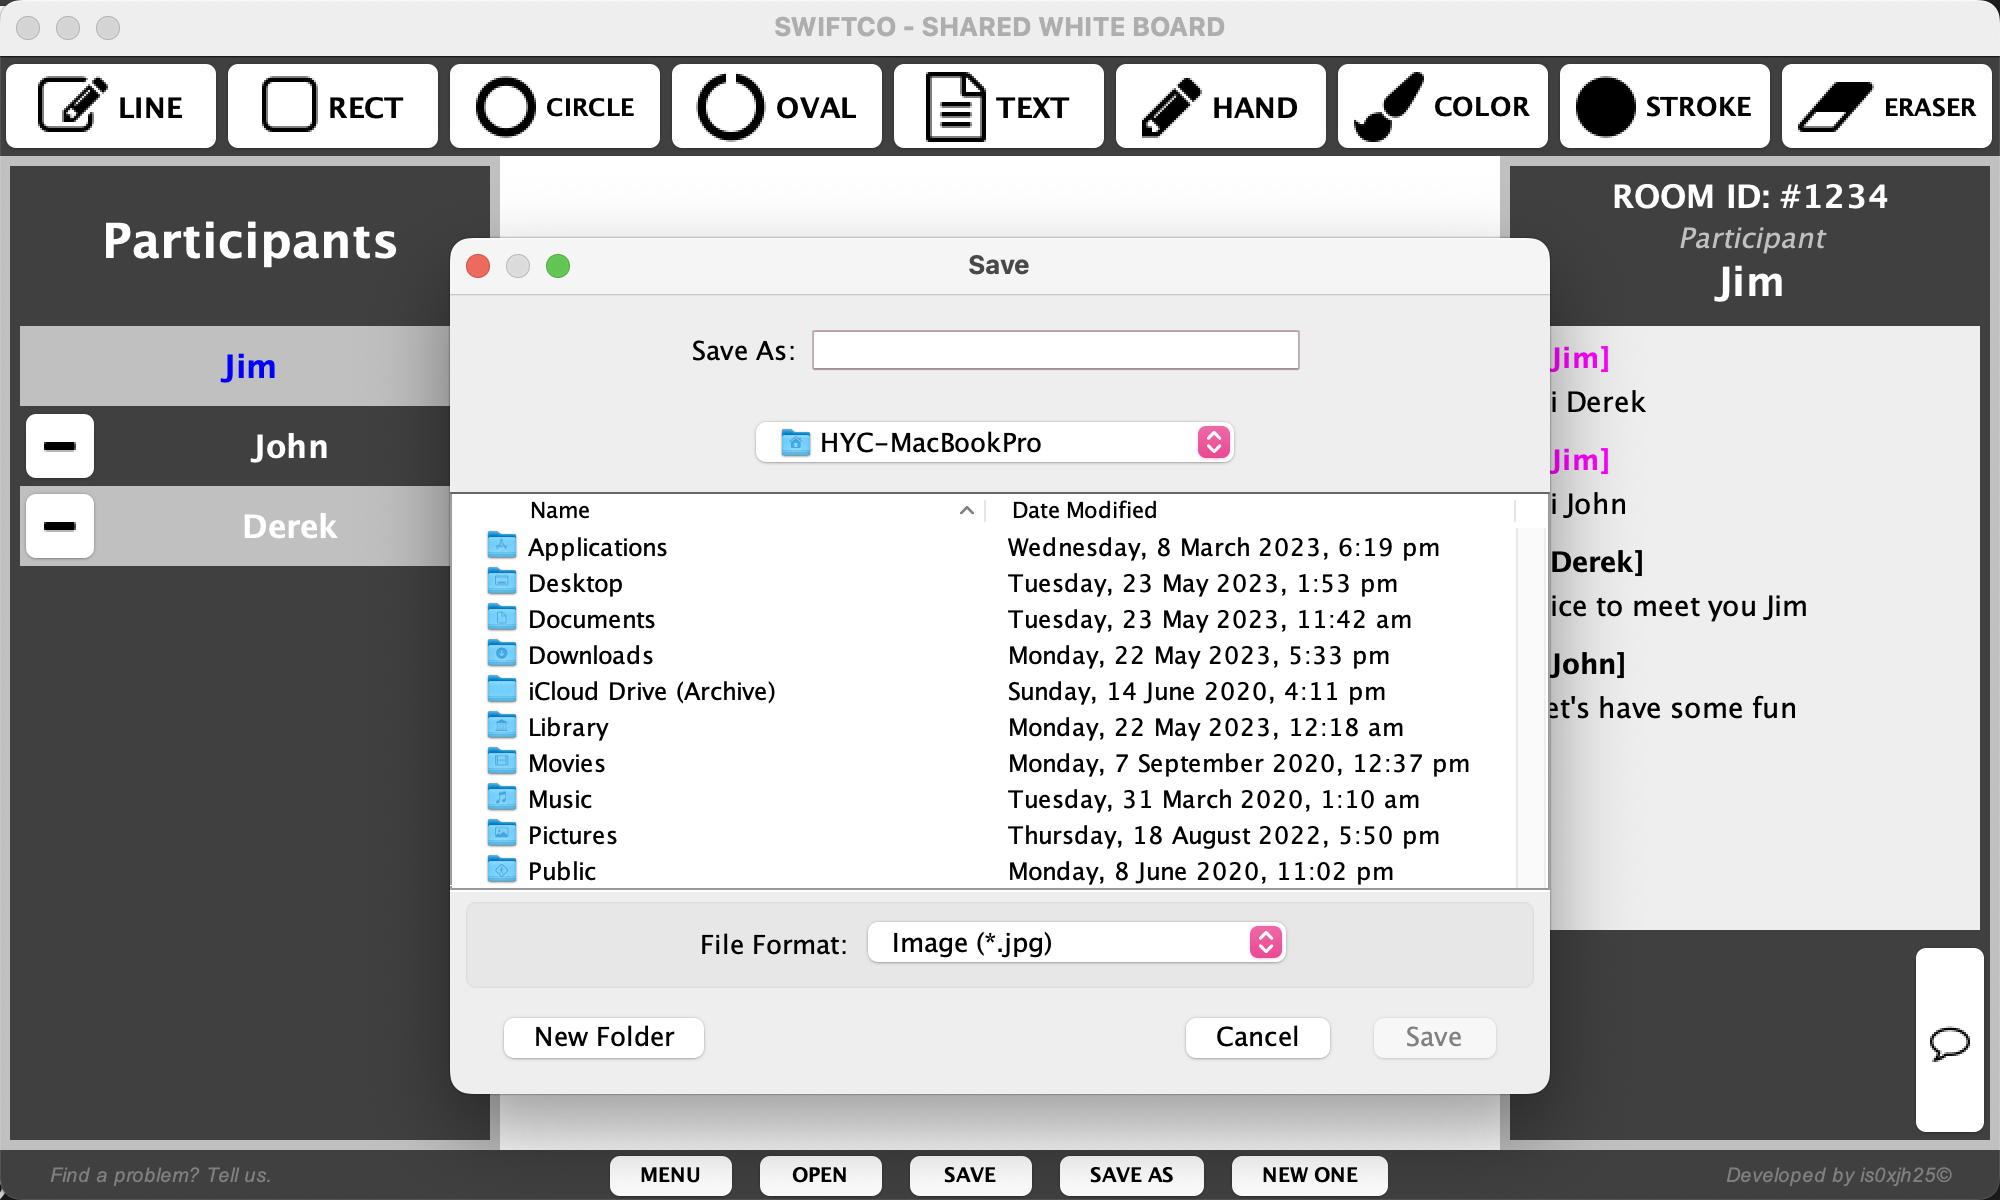 SWIFTCO - SHARED WHITE BOARD
LINE
RECT
CIRCLE
OVAL
TEXT
HAND
COLOR
STROKE
ERASER
Participants
Jim
John
Derek
Save
Save As:
HYC-MacBookPro
Name
Date Modified
Applications Wednesday, 8 March 2023, 6:19 pm
Desktop Tuesday, 23 May 2023, 1:53 pm
Documents Tuesday, 23 May 2023, 11:42 am
Downloads Monday, 22 May 2023, 5:33 pm
iCloud Drive (Archive) Sunday, 14 June 2020, 4:11 pm
Library Monday, 22 May 2023, 12:18 am
Movies Monday, 7 September 2020, 12:37 pm
Music Tuesday, 31 March 2020, 1:10 am
Pictures Thursday, 18 August 2022, 5:50 pm
Public Monday, 8 June 2020, 11:02 pm
File Format:
Image (*.jpg)
New Folder
Cancel
Save
ROOM ID: #1234
Participant
Jim
Jim]
i Derek
Jim]
i John
Derek]
ice to meet you Jim
John]
et's have some fun
Find a problem? Tell us.
MENU
OPEN
SAVE
SAVE AS
NEW ONE
Developed by is0xjh25©